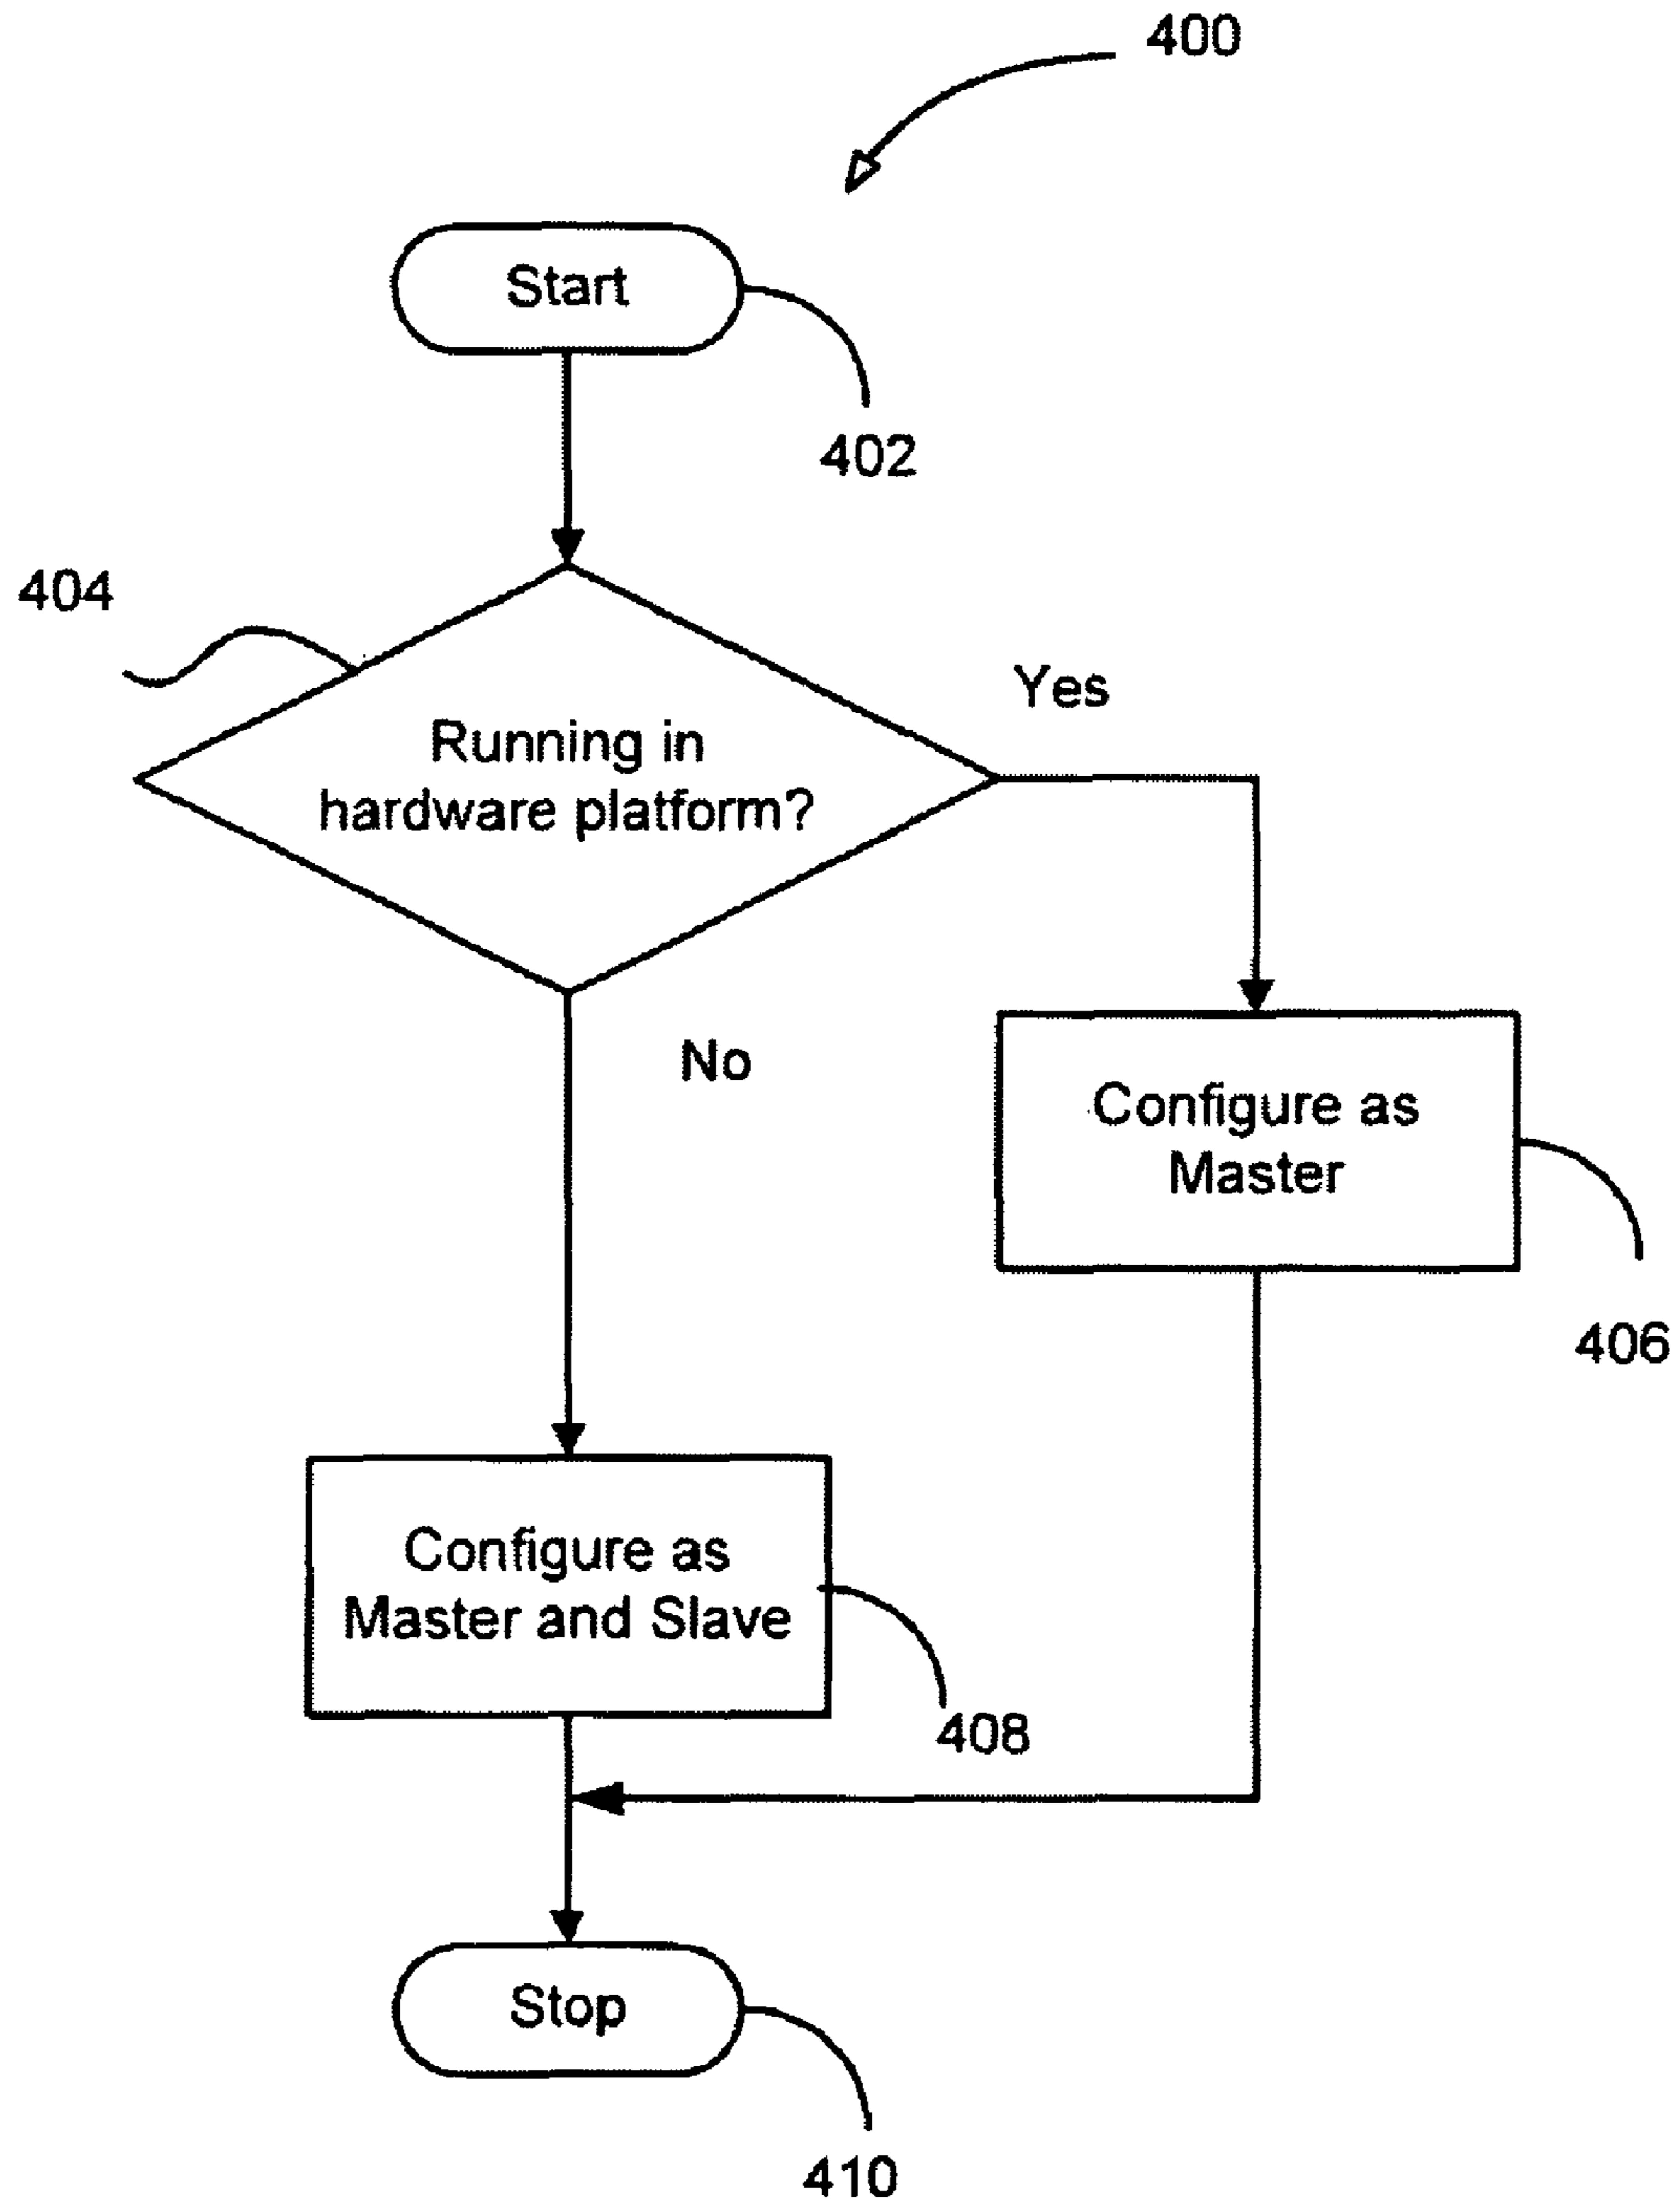 400
Start
402
404
Yes
Running in
hardware platform?
No
Configure as
Master
406
Configure as
Master and Slave
408
Stop
410